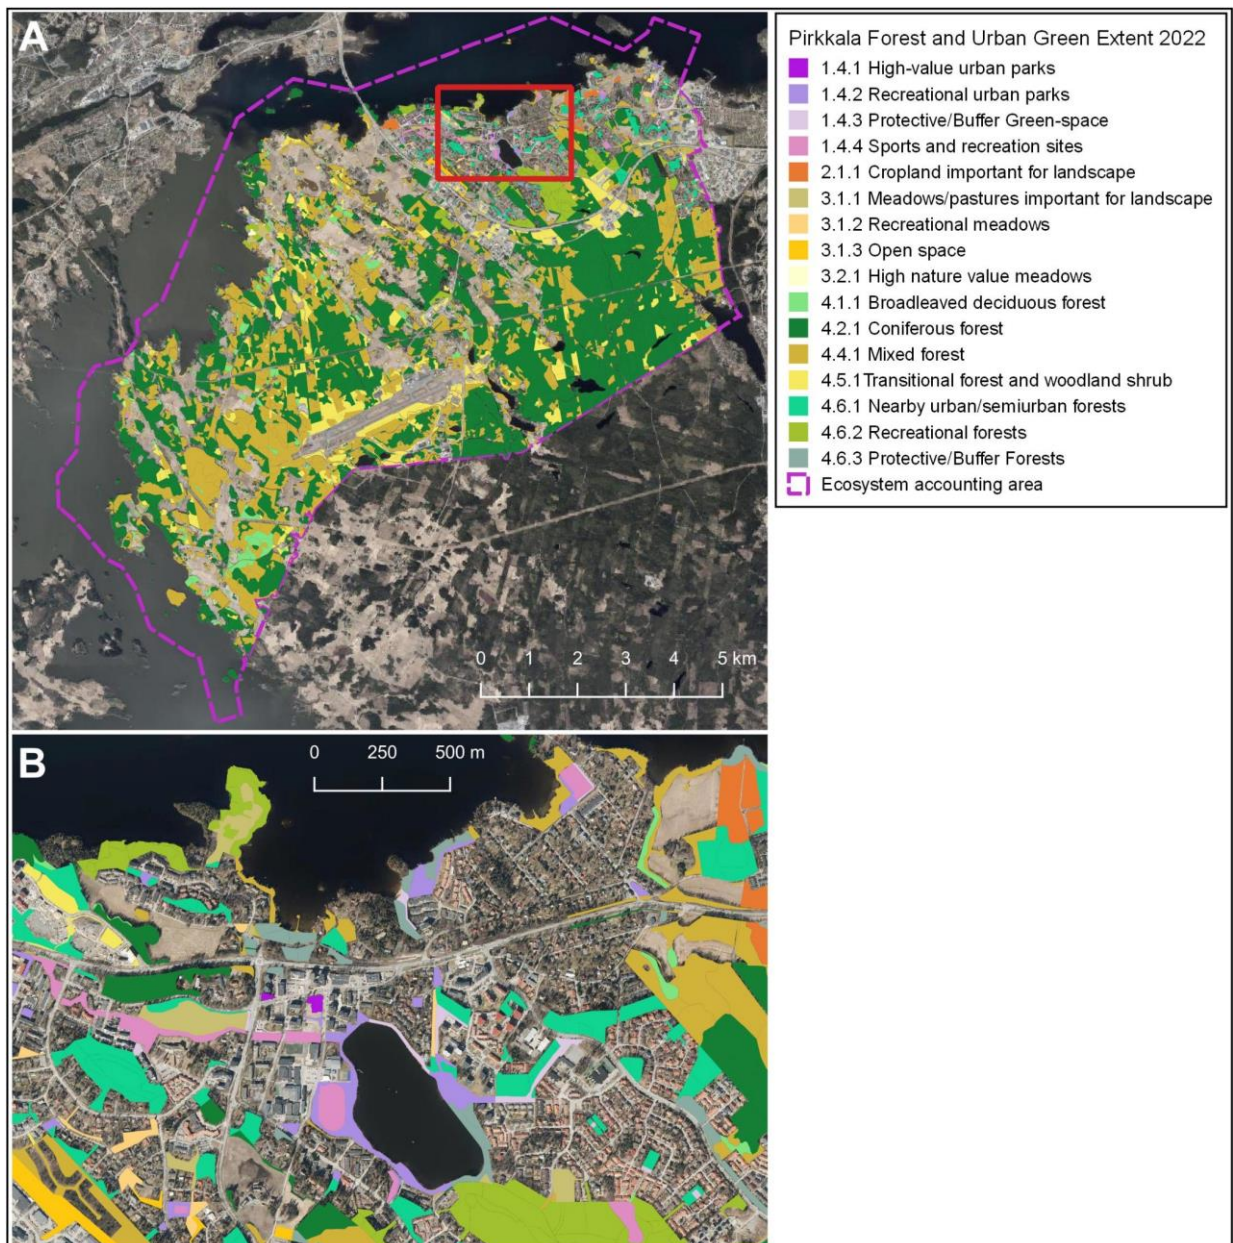 A
Pirkkala Forest and Urban Green Extent 2022
1.4.1 High-value urban parks
1.4.2 Recreational urban parks
1.4.3 Protective/Buffer Green-space
1.4.4 Sports and recreation sites
2.1.1 Cropland important for landscape
3.1.1 Meadows/pastures important for landscape
3.1.2 Recreational meadows
3.1.3 Open space
3.2.1 High nature value meadows
4.1.1 Broadleaved deciduous forest
4.2.1 Coniferous forest
4.4.1 Mixed forest
4.5.1Transitional forest and woodland shrub
4.6.1 Nearby urban/semiurban forests
4.6.2 Recreational forests
4.6.3 Protective/Buffer Forests
Ecosystem accounting area
0 1 2 3 4 5 km
B
0 250 500 m